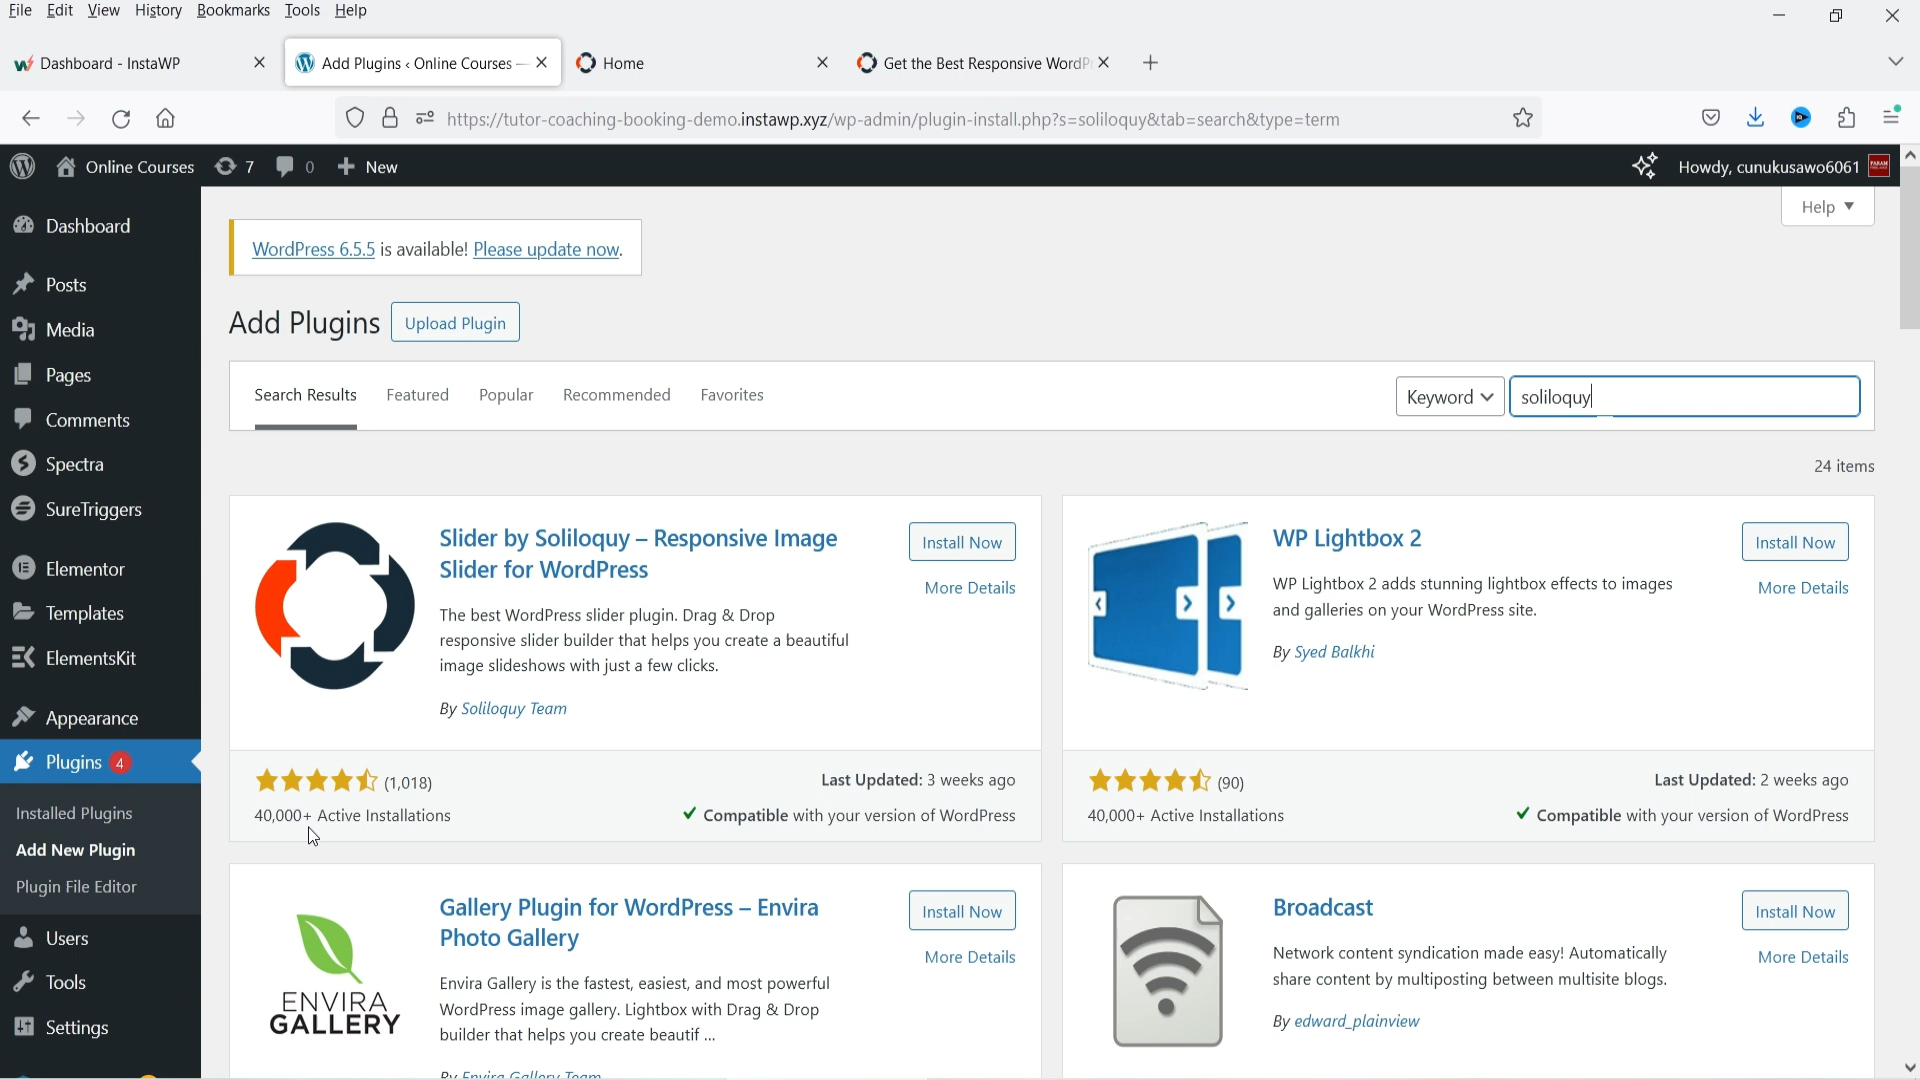 File Edit View History Bookmarks Tools Help
Dashboard - InstaWP
Add Plugins ‹ Online Courses —
Home
Get the Best Responsive WordP
https://tutor-coaching-booking-demo.instawp.xyz/wp-admin/plugin-install.php?s=soliloquy&tab=search&type=term
Online Courses 7 0 + New
Howdy, cunukusawo6061
Help
Dashboard
Posts
Media
Pages
Comments
Spectra
SureTriggers
Elementor
Templates
ElementsKit
Appearance
Plugins 4
Installed Plugins
Add New Plugin
Plugin File Editor
Users
Tools
Settings
WordPress 6.5.5 is available! Please update now.
Add Plugins Upload Plugin
Search Results Featured Popular Recommended Favorites
Keyword soliloquy
24 items
Slider by Soliloquy – Responsive Image
Slider for WordPress
Install Now
More Details
The best WordPress slider plugin. Drag & Drop
responsive slider builder that helps you create a beautiful
image slideshows with just a few clicks.
By Soliloquy Team
(1,018)
Last Updated: 3 weeks ago
40,000+ Active Installations
Compatible with your version of WordPress
WP Lightbox 2
Install Now
More Details
WP Lightbox 2 adds stunning lightbox effects to images
and galleries on your WordPress site.
By Syed Balkhi
(90)
Last Updated: 2 weeks ago
40,000+ Active Installations
Compatible with your version of WordPress
ENVIRA
GALLERY
Gallery Plugin for WordPress – Envira
Photo Gallery
Install Now
More Details
Envira Gallery is the fastest, easiest, and most powerful
WordPress image gallery. Lightbox with Drag & Drop
builder that helps you create beautif ...
By Envira Gallery Team
Broadcast
Install Now
More Details
Network content syndication made easy! Automatically
share content by multiposting between multisite blogs.
By edward_plainview